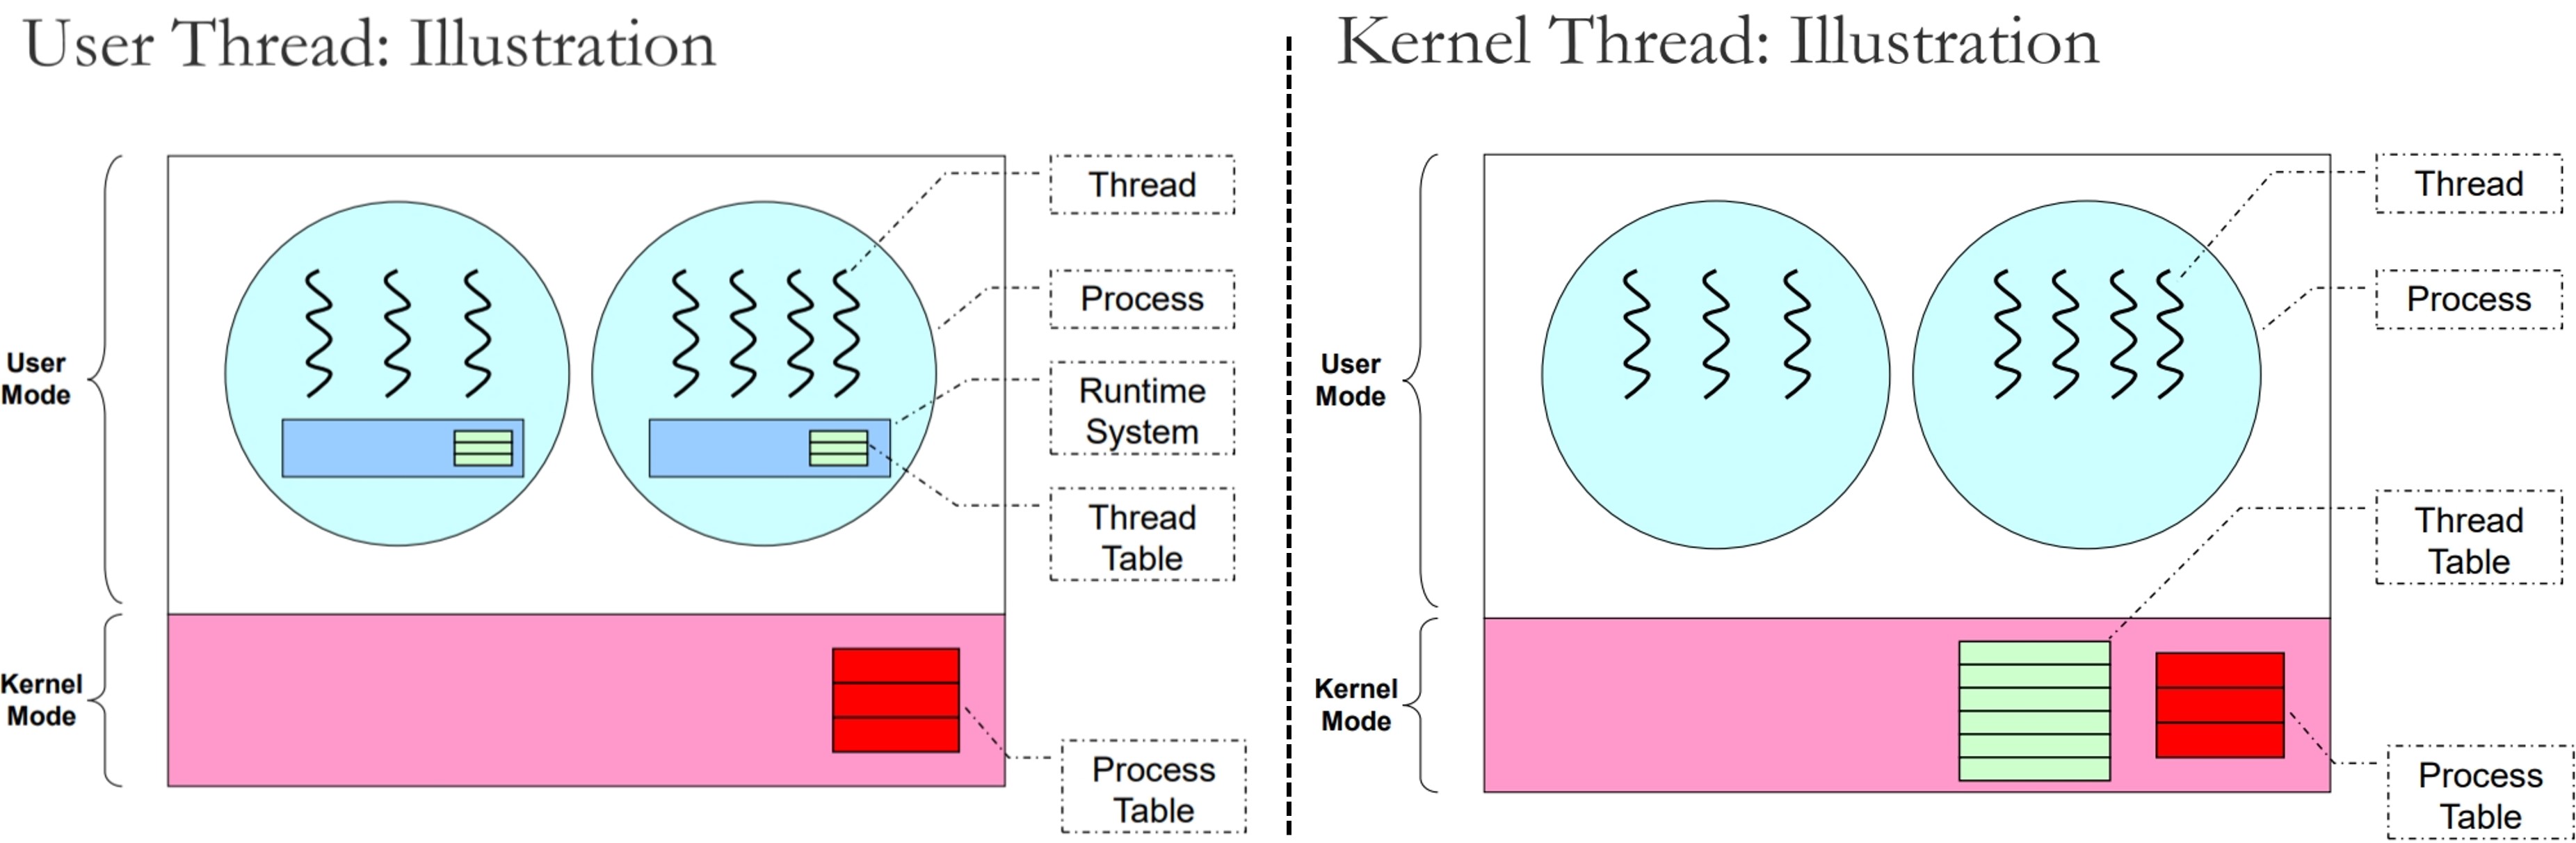 User Thread: Illustration
Thread
Process
Runtime
System
Thread
Table
User
Mode
Kernel
Mode
Process
Table
Kernel Thread: Illustration
Thread
Process
User
Mode
Thread
Table
Kernel
Mode
Process
Table